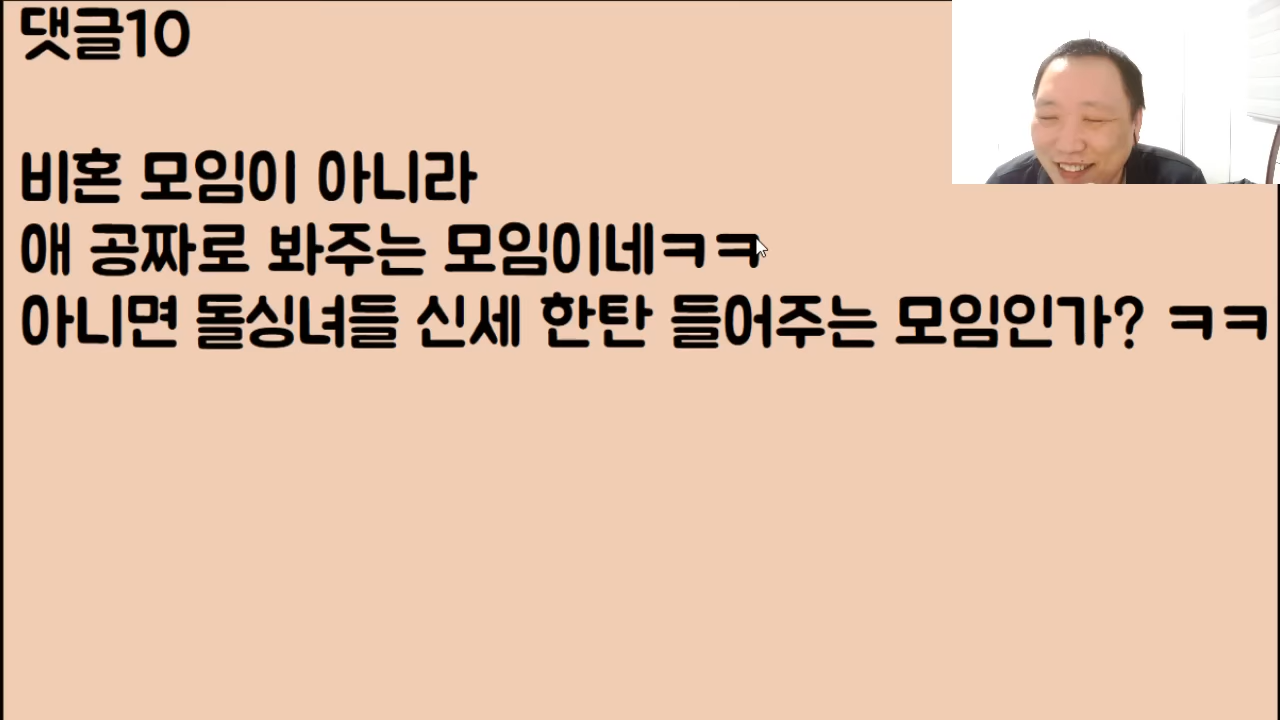 댓글10
비혼 모임이 아니라
애 공짜로 봐주는 모임이네ㅋㅋ
아니면 돌싱녀들 신세 한탄 들어주는 모임인가? ㅋㅋ